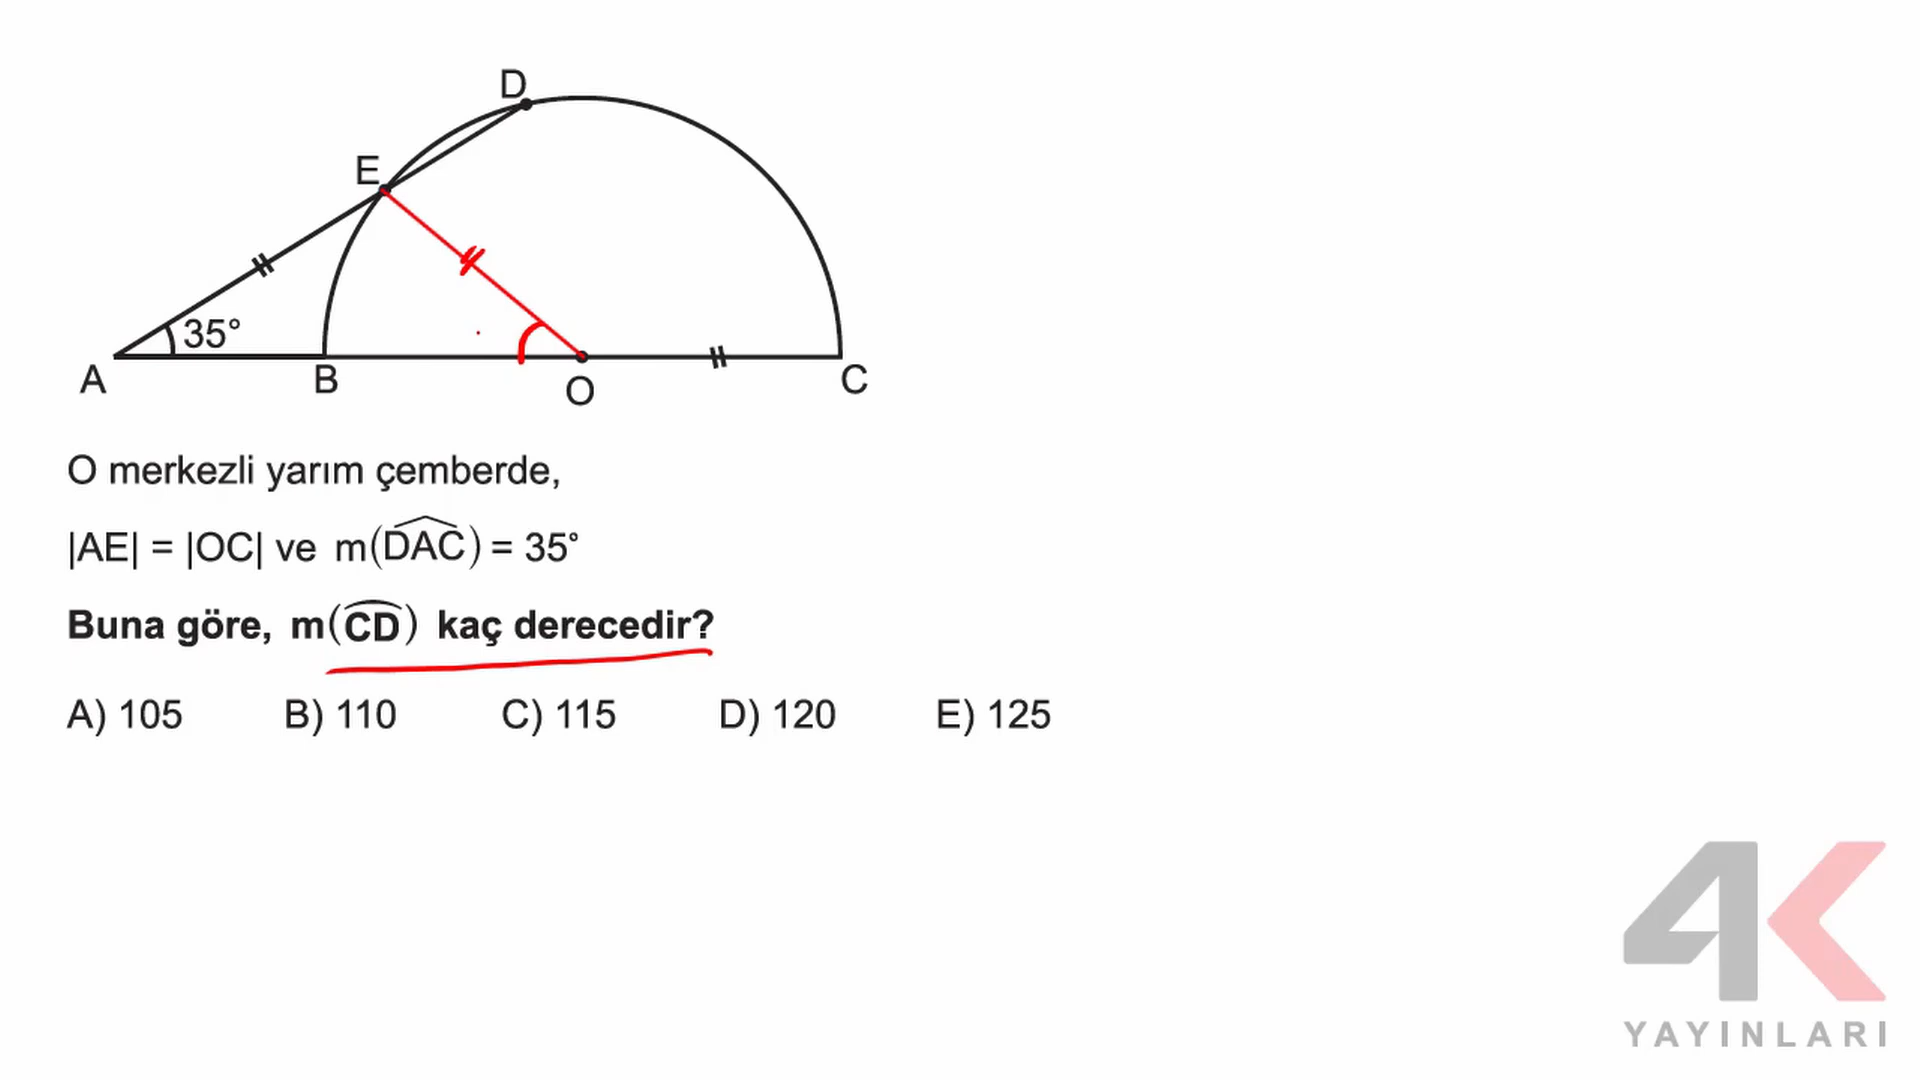 D
E
35°
A
B
O
C
O merkezli yarım çemberde,
|AE| = |OC| ve m(DAC) = 35°
Buna göre, m(CD) kaç derecedir?
A) 105 B) 110 C) 115 D) 120 E) 125
4K
YAYINLARI